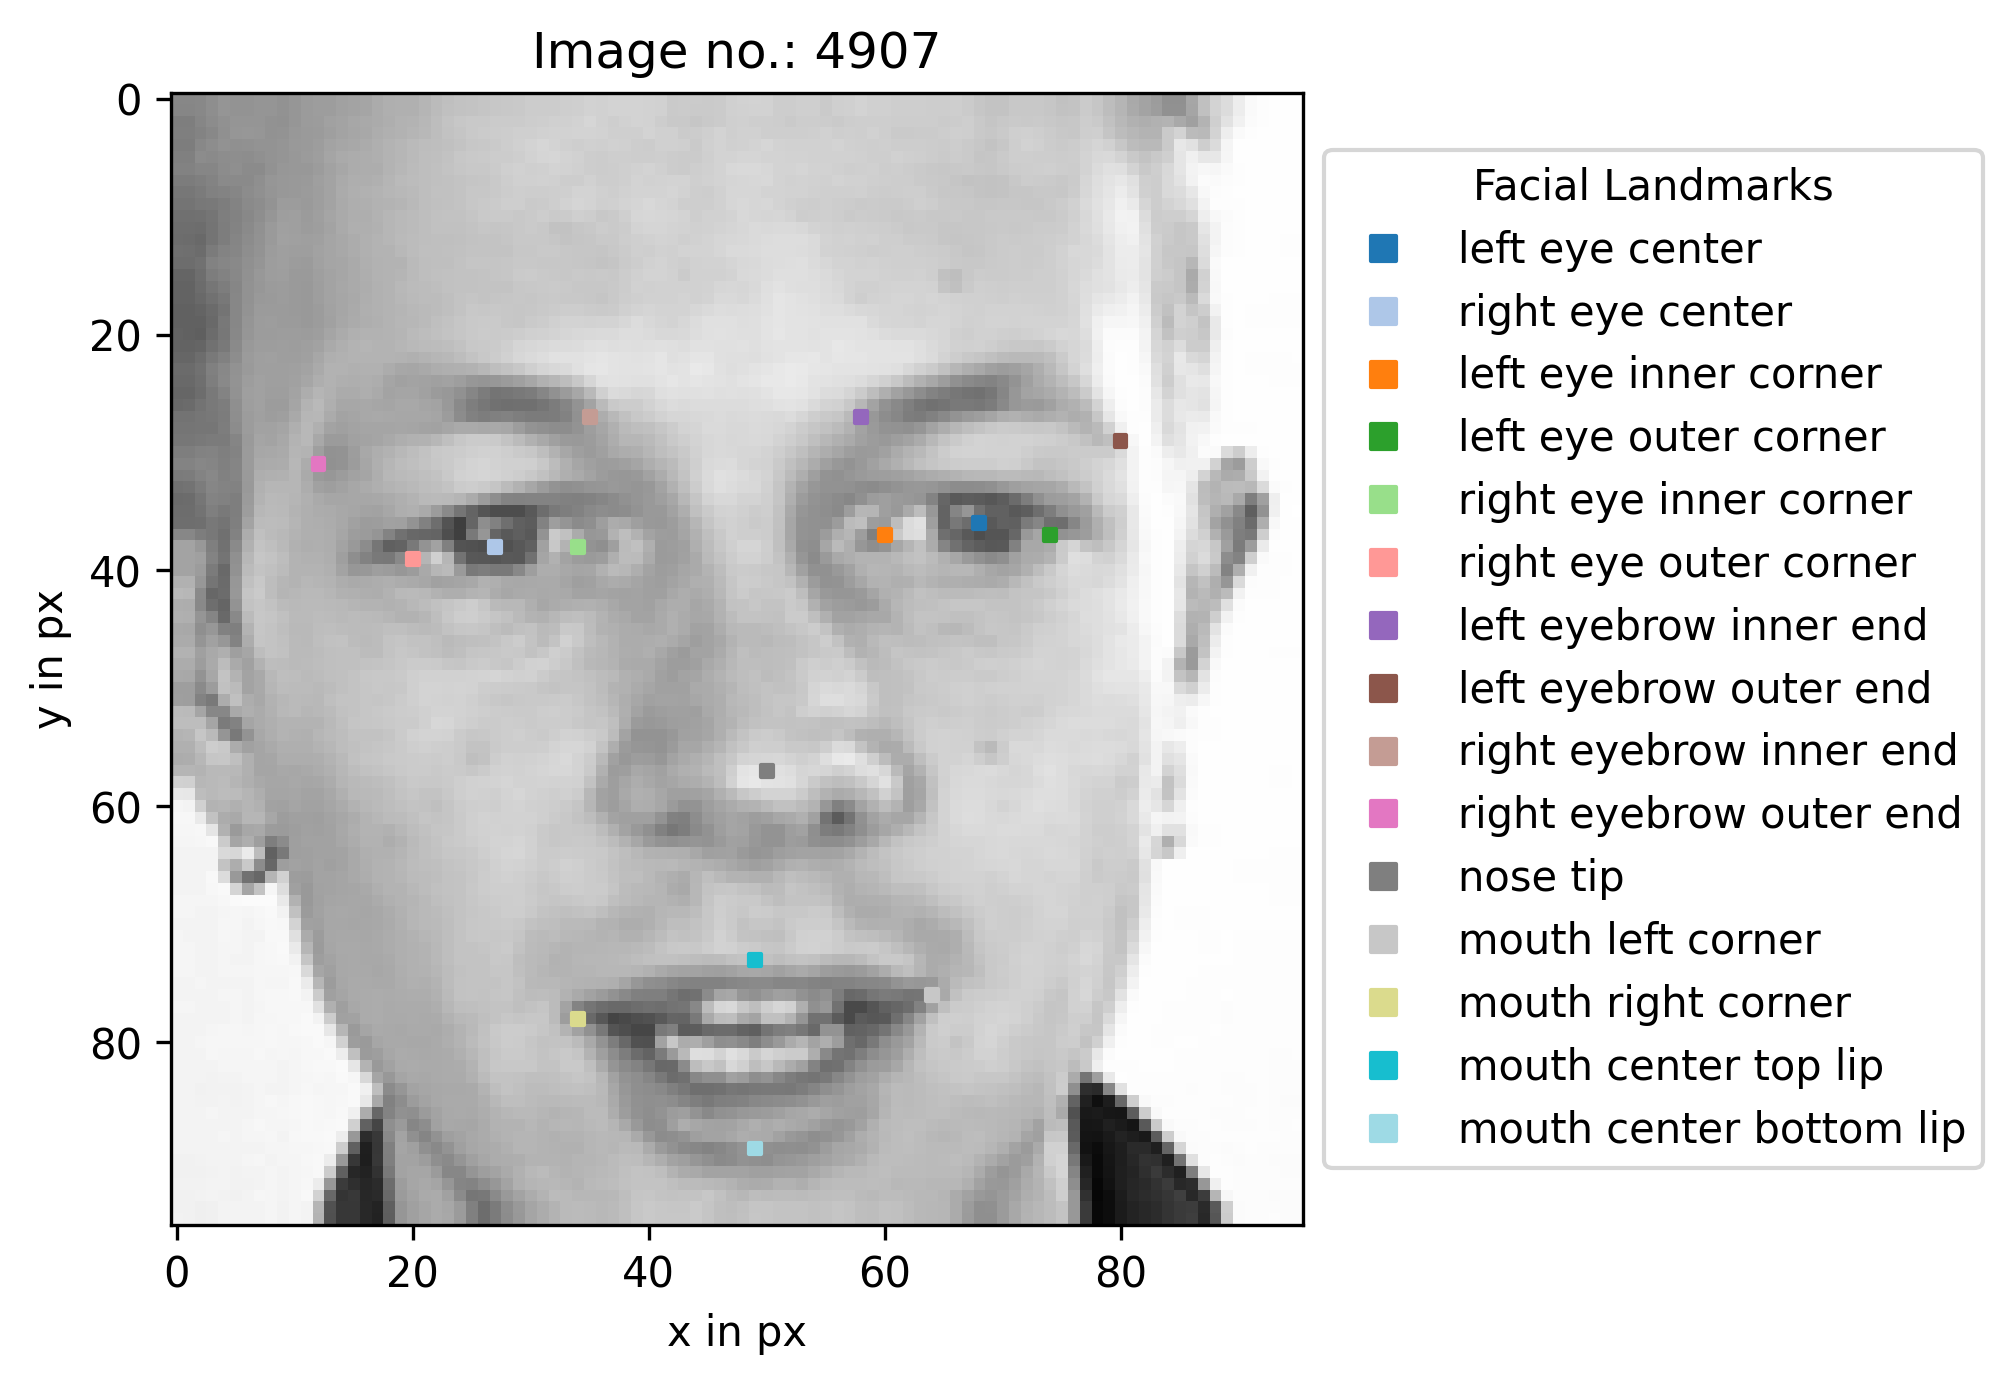 Image no.: 4907
0
20
40
60
80
y in px
0 20 40 60 80
x in px
Facial Landmarks
left eye center
right eye center
left eye inner corner
left eye outer corner
right eye inner corner
right eye outer corner
left eyebrow inner end
left eyebrow outer end
right eyebrow inner end
right eyebrow outer end
nose tip
mouth left corner
mouth right corner
mouth center top lip
mouth center bottom lip